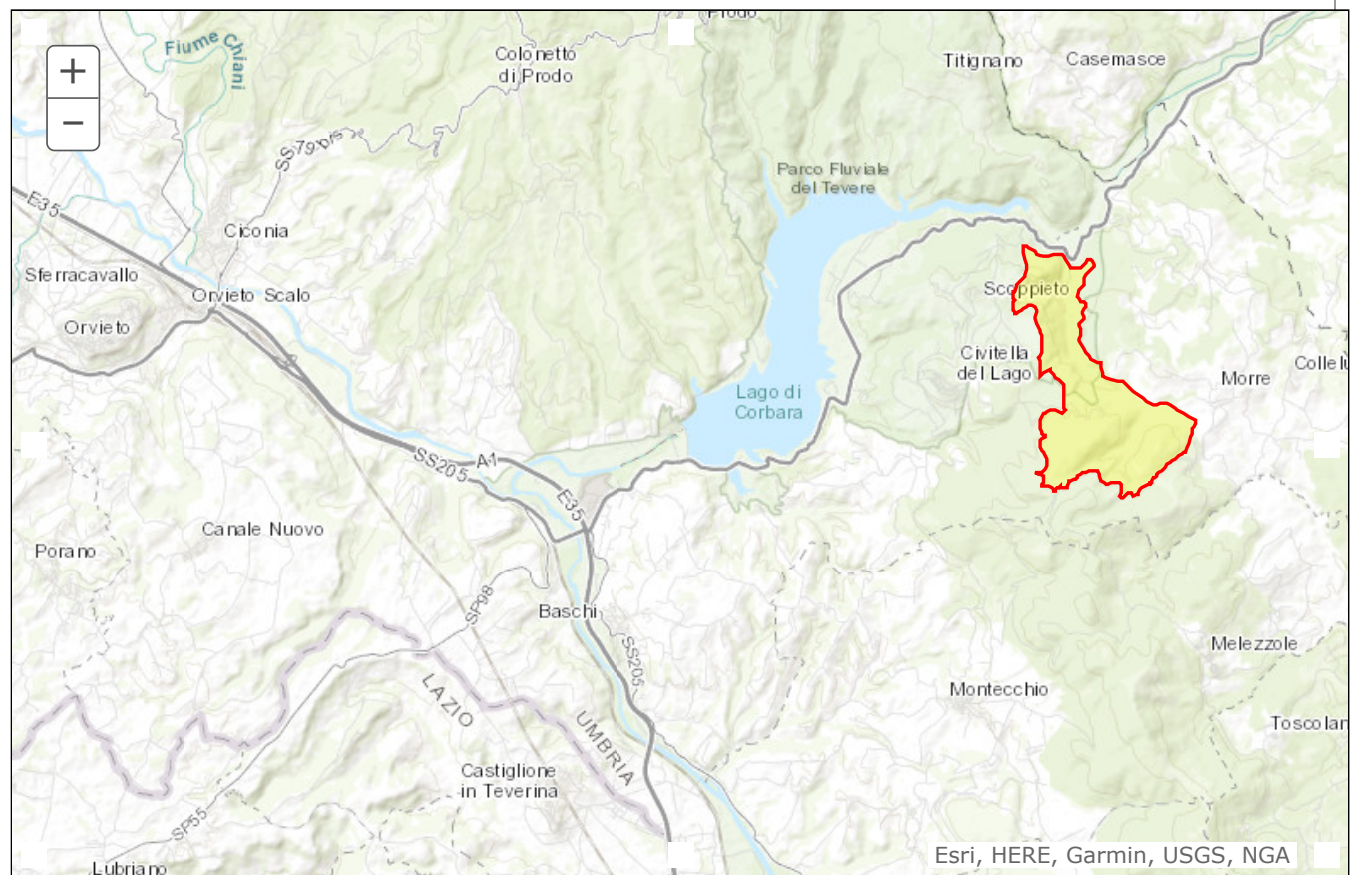 Prodo
Fiume Chiani
Colonetto
di Prodo
Titignano
Casemasce
+
−
SS 79 bis
Parco Fluviale
del Tevere
E35
Ciconia
Sferracavallo
Orvieto Scalo
Scoppieto
Orvieto
Civitella
del Lago
Morre
Lago di
Corbara
SS205
A1
E35
Canale Nuovo
Porano
SP98
Baschi
SS205
Melezzole
LAZIO
UMBRIA
Montecchio
Castiglione
in Teverina
SP55
Lubriano
Esri, HERE, Garmin, USGS, NGA